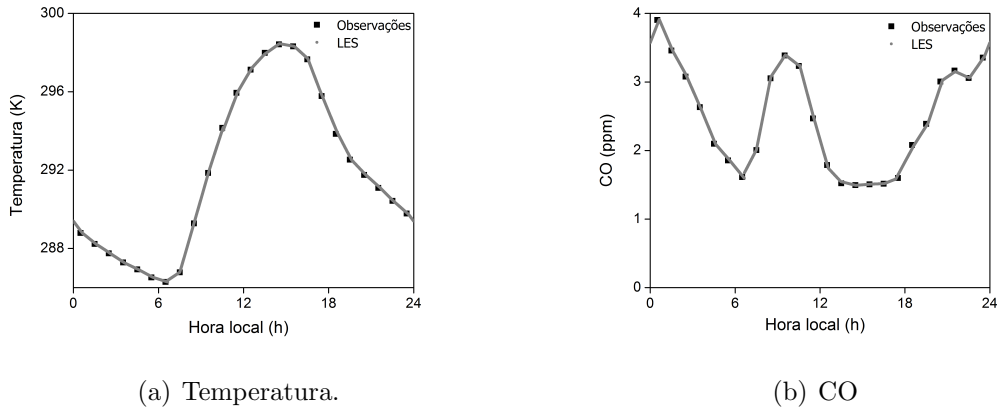 300
296
292
288
Temperatura (K)
Observações
LES
0
6
12
18
24
Hora local (h)
(a) Temperatura.
4
3
2
1
0
CO (ppm)
Observações
LES
0
6
12
18
24
Hora local (h)
(b) CO